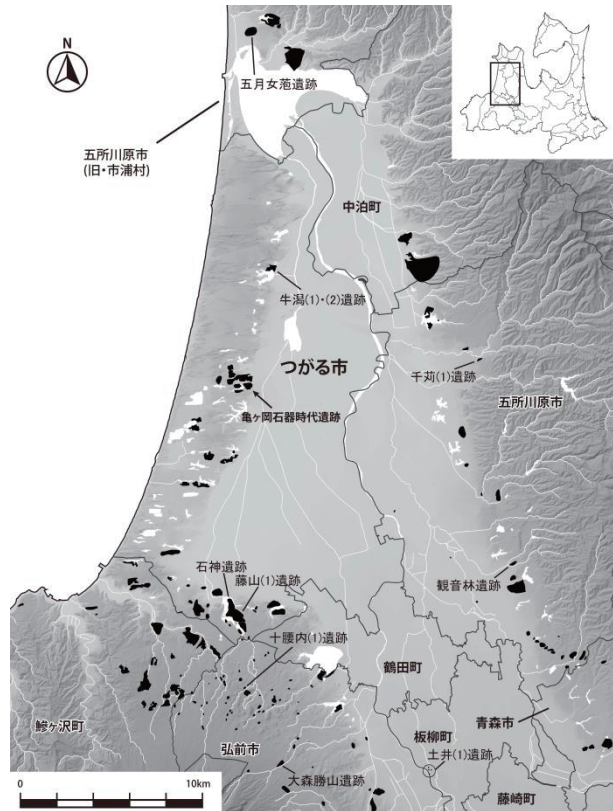 N
五月女萢遺跡
五所川原市
(旧・市浦村)
中泊町
牛潟(1)・(2)遺跡
つがる市
千苅(1)遺跡
五所川原市
亀ヶ岡石器時代遺跡
石神遺跡
藤山(1)遺跡
観音林遺跡
十腰内(1)遺跡
鶴田町
鰺ヶ沢町
弘前市
板柳町
青森市
土井(1)遺跡
大森勝山遺跡
藤崎町
0
10km